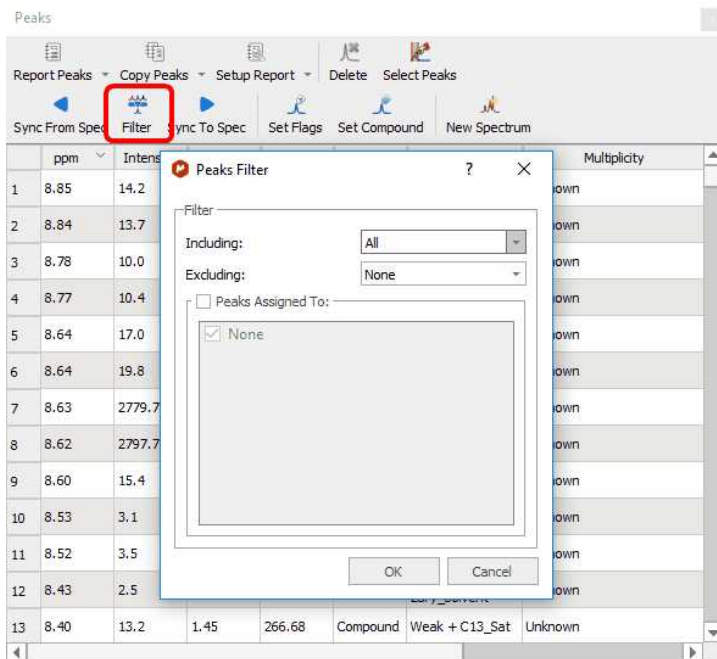 Peaks
Report Peaks Copy Peaks Setup Report Delete Select Peaks
Sync From Spec Filter Sync To Spec Set Flags Set Compound New Spectrum
ppm Intens Multiplicity
Peaks Filter ? ×
1 8.85 14.2 own
Filter
2 8.84 13.7 own
Including: All
3 8.78 10.0 own
Excluding: None
4 8.77 10.4 own
Peaks Assigned To:
5 8.64 17.0 own
None
6 8.64 19.8 own
7 8.63 2779.7 own
8 8.62 2797.7 own
9 8.60 15.4 own
10 8.53 3.1 own
11 8.52 3.5 own
OK Cancel
12 8.43 2.5 own
13 8.40 13.2 1.45 266.68 Compound Weak + C13_Sat Unknown